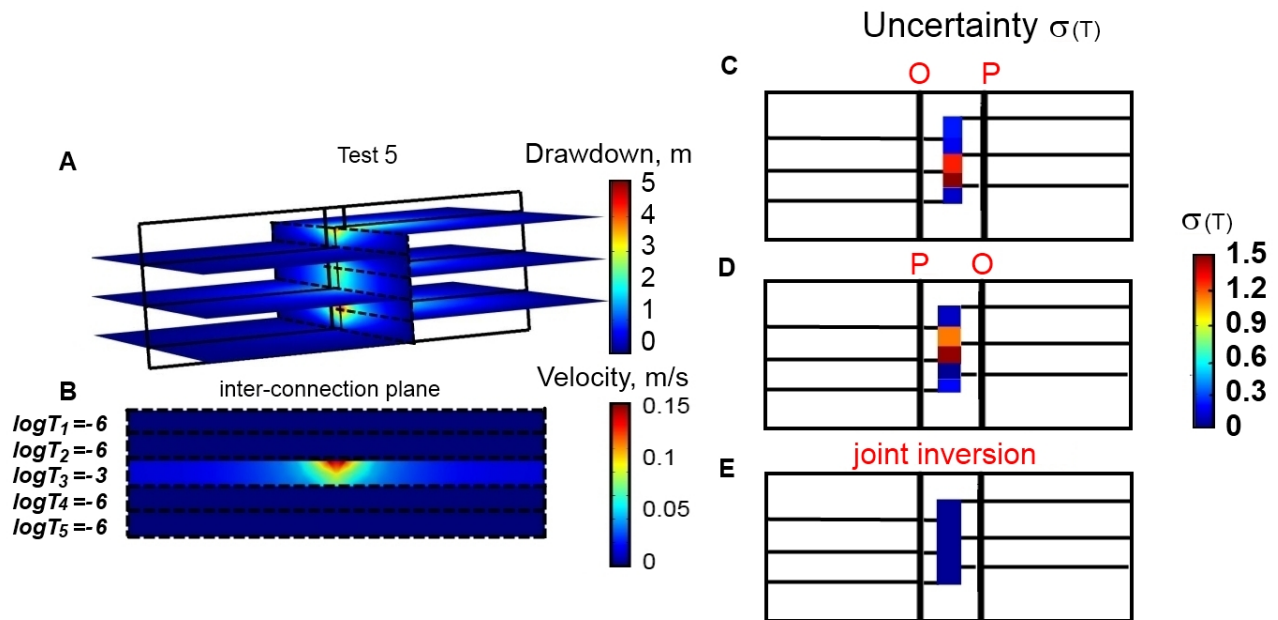 Uncertainty σ(T)
A
Test 5
Drawdown, m
5
4
3
2
1
0
B
inter-connection plane
Velocity, m/s
logT1 =-6
logT2 =-6
logT3 =-3
logT4 =-6
logT5 =-6
0.15
0.1
0.05
0
C
O P
D
P O
E
joint inversion
σ(T)
1.5
1.2
0.9
0.6
0.3
0